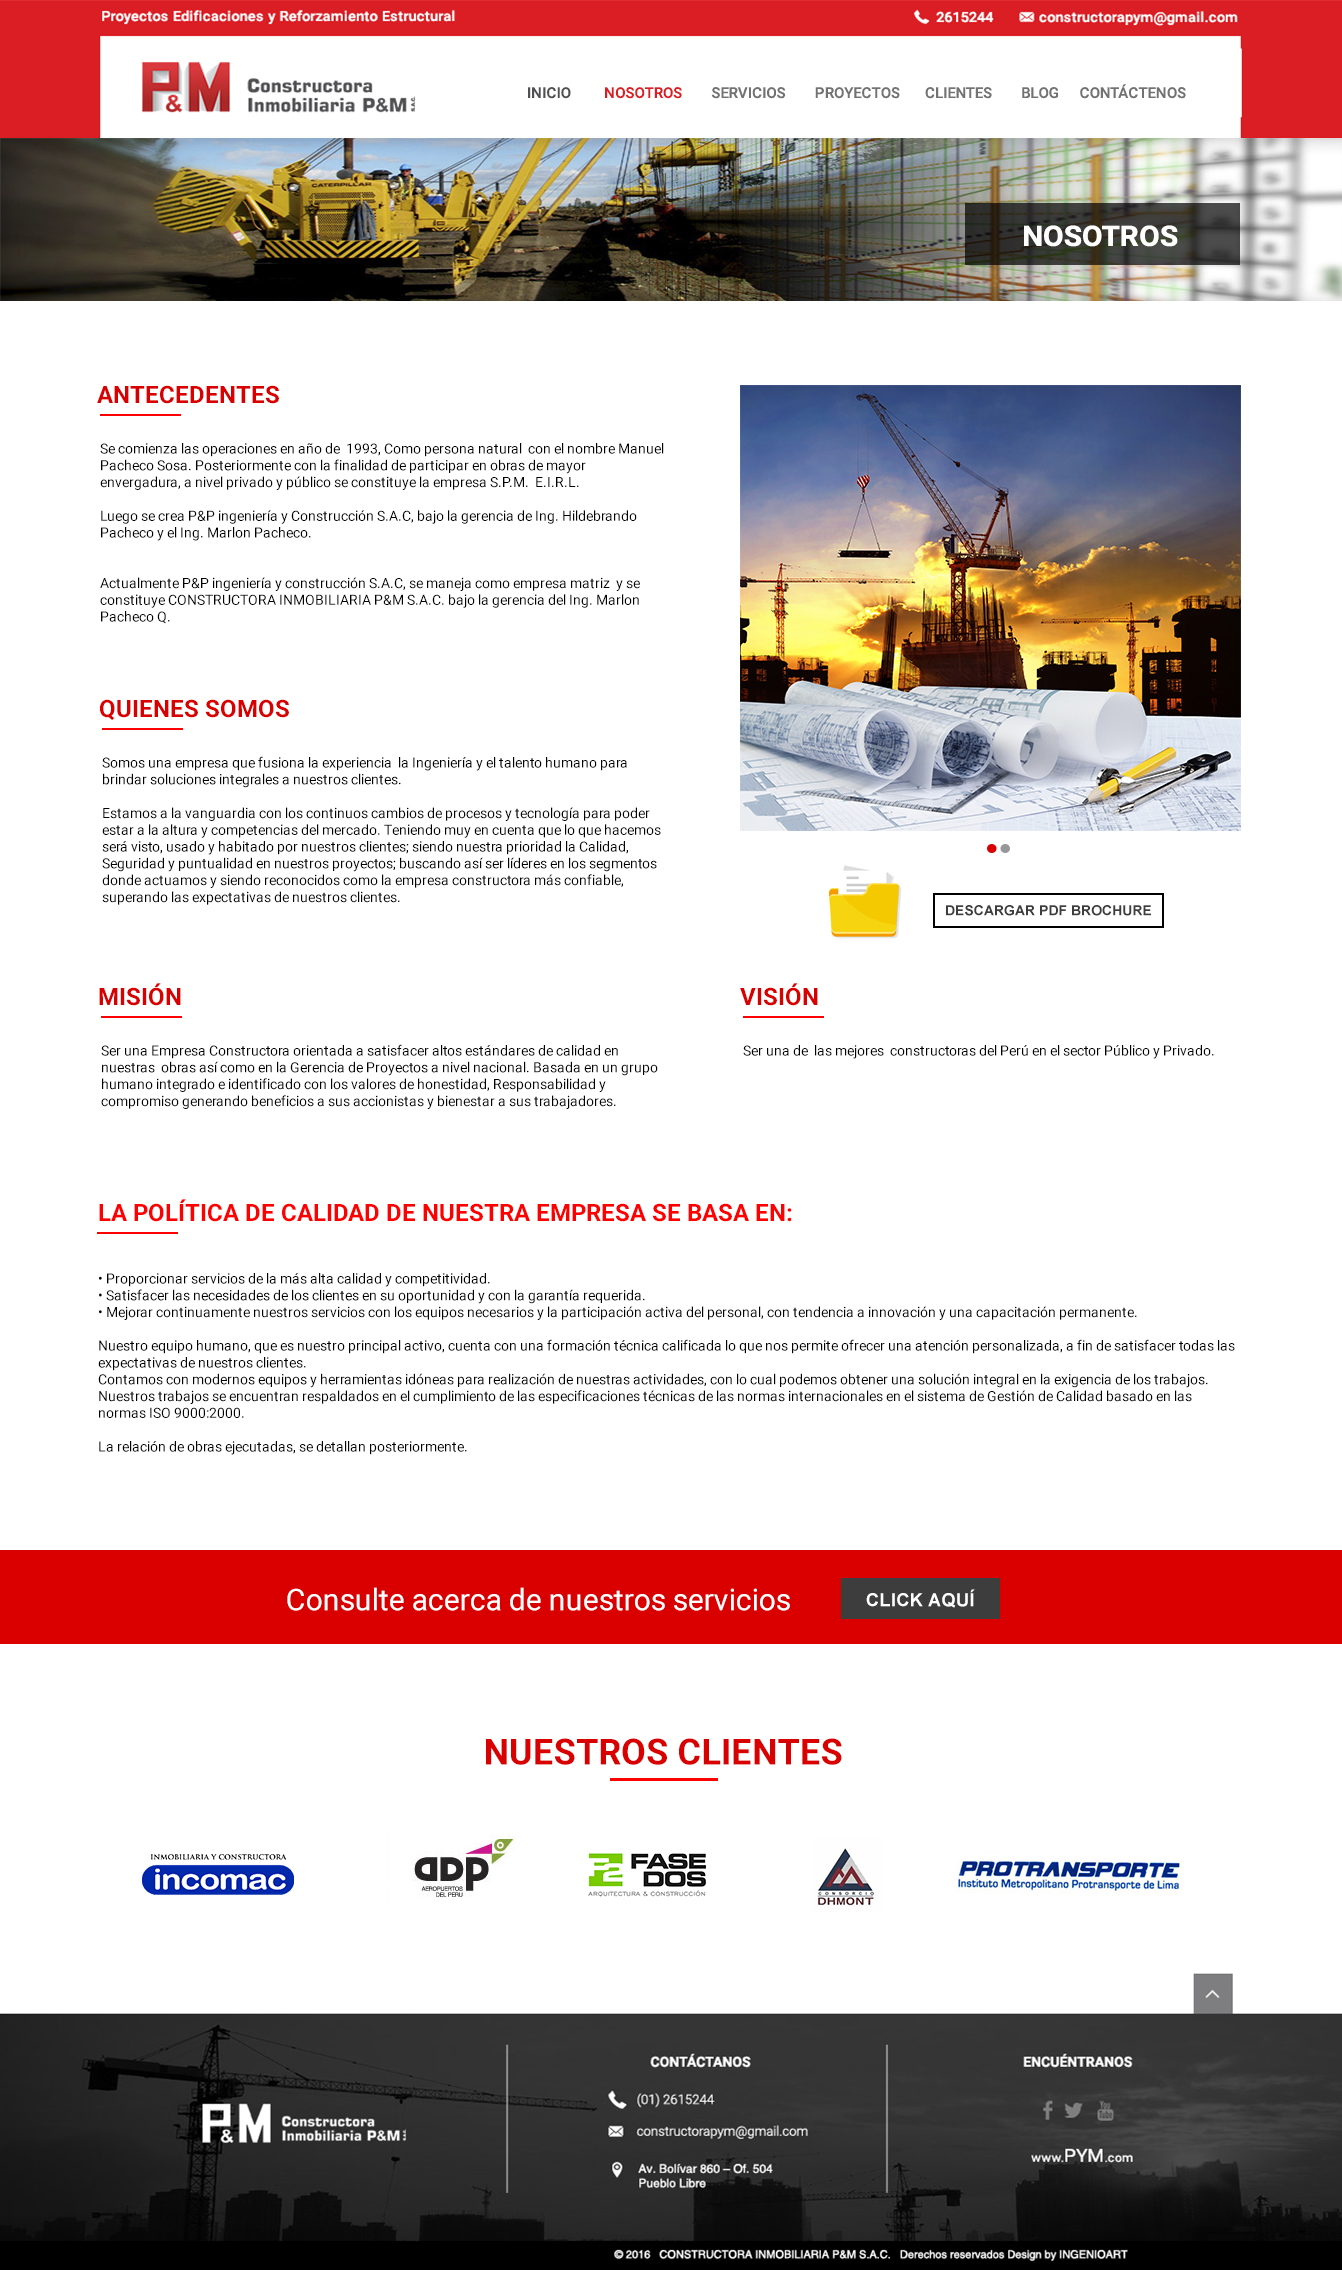 Proyectos Edificaciones y Reforzamiento Estructural
2615244
constructorapym@gmail.com
P&M Constructora
Inmobiliaria P&M S.A.C.
INICIO
NOSOTROS
SERVICIOS
PROYECTOS
CLIENTES
BLOG
CONTÁCTENOS
CATERPILLAR
NOSOTROS
ANTECEDENTES
Se comienza las operaciones en año de 1993, Como persona natural con el nombre Manuel
Pacheco Sosa. Posteriormente con la finalidad de participar en obras de mayor
envergadura, a nivel privado y público se constituye la empresa S.P.M. E.I.R.L.
Luego se crea P&P ingeniería y Construcción S.A.C, bajo la gerencia de Ing. Hildebrando
Pacheco y el Ing. Marlon Pacheco.
Actualmente P&P ingeniería y construcción S.A.C, se maneja como empresa matriz y se
constituye CONSTRUCTORA INMOBILIARIA P&M S.A.C. bajo la gerencia del Ing. Marlon
Pacheco Q.
QUIENES SOMOS
Somos una empresa que fusiona la experiencia la Ingeniería y el talento humano para
brindar soluciones integrales a nuestros clientes.
Estamos a la vanguardia con los continuos cambios de procesos y tecnología para poder
estar a la altura y competencias del mercado. Teniendo muy en cuenta que lo que hacemos
será visto, usado y habitado por nuestros clientes; siendo nuestra prioridad la Calidad,
Seguridad y puntualidad en nuestros proyectos; buscando así ser líderes en los segmentos
donde actuamos y siendo reconocidos como la empresa constructora más confiable,
superando las expectativas de nuestros clientes.
DESCARGAR PDF BROCHURE
MISIÓN
Ser una Empresa Constructora orientada a satisfacer altos estándares de calidad en
nuestras obras así como en la Gerencia de Proyectos a nivel nacional. Basada en un grupo
humano integrado e identificado con los valores de honestidad, Responsabilidad y
compromiso generando beneficios a sus accionistas y bienestar a sus trabajadores.
VISIÓN
Ser una de las mejores constructoras del Perú en el sector Público y Privado.
LA POLÍTICA DE CALIDAD DE NUESTRA EMPRESA SE BASA EN:
• Proporcionar servicios de la más alta calidad y competitividad.
• Satisfacer las necesidades de los clientes en su oportunidad y con la garantía requerida.
• Mejorar continuamente nuestros servicios con los equipos necesarios y la participación activa del personal, con tendencia a innovación y una capacitación permanente.
Nuestro equipo humano, que es nuestro principal activo, cuenta con una formación técnica calificada lo que nos permite ofrecer una atención personalizada, a fin de satisfacer todas las
expectativas de nuestros clientes.
Contamos con modernos equipos y herramientas idóneas para realización de nuestras actividades, con lo cual podemos obtener una solución integral en la exigencia de los trabajos.
Nuestros trabajos se encuentran respaldados en el cumplimiento de las especificaciones técnicas de las normas internacionales en el sistema de Gestión de Calidad basado en las
normas ISO 9000:2000.
La relación de obras ejecutadas, se detallan posteriormente.
Consulte acerca de nuestros servicios
CLICK AQUÍ
NUESTROS CLIENTES
INMOBILIARIA Y CONSTRUCTORA
incomac
ADP
AEROPUERTOS
DEL PERÚ
F2 FASE
DOS
ARQUITECTURA & CONSTRUCCIÓN
CONSORCIO
DHMONT
PROTRANSPORTE
Instituto Metropolitano Protransporte de Lima
P&M Constructora
Inmobiliaria P&M S.A.C.
CONTÁCTANOS
(01) 2615244
constructorapym@gmail.com
Av. Bolívar 860 – Of. 504
Pueblo Libre
ENCUÉNTRANOS
www.PYM.com
© 2016 CONSTRUCTORA INMOBILIARIA P&M S.A.C. Derechos reservados Design by INGENIOART